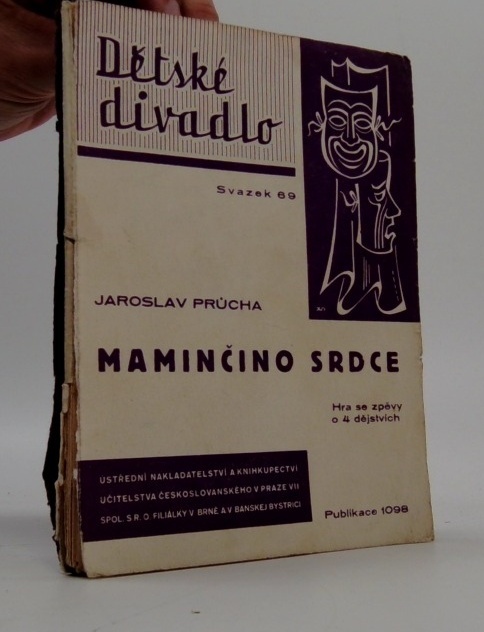 Dětské
divadlo
Svazek 69
JAROSLAV PRŮCHA
MAMINČINO SRDCE
Hra se zpěvy
o 4 dějstvích
ÚSTŘEDNÍ NAKLADATELSTVÍ A KNIHKUPECTVÍ
UČITELSTVA ČESKOSLOVANSKÉHO V PRAZE VII
SPOL. S R. O. FILIÁLKY V BRNĚ A V BANSKEJ BYSTRICI
Publikace 1098